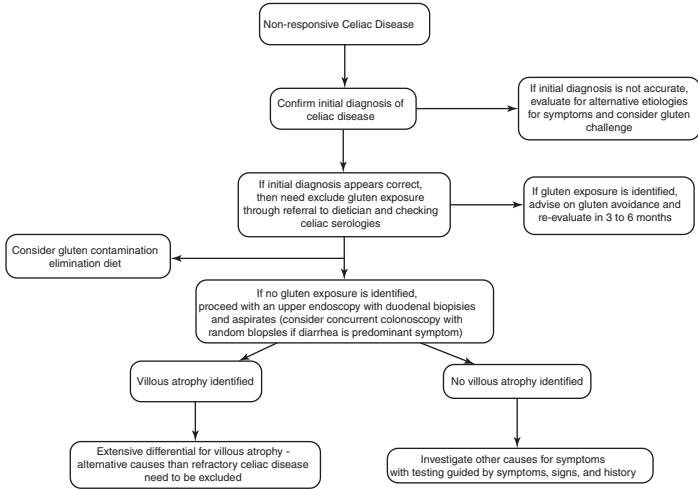 Non-responsive Celiac Disease
Confirm initial diagnosis of
celiac disease
If initial diagnosis is not accurate,
evaluate for alternative etiologies
for symptoms and consider gluten
challenge
If initial diagnosis appears correct,
then need exclude gluten exposure
through referral to dietician and checking
celiac serologies
If gluten exposure is identified,
advise on gluten avoidance and
re-evaluate in 3 to 6 months
Consider gluten contamination
elimination diet
If no gluten exposure is identified,
proceed with an upper endoscopy with duodenal biopisies
and aspirates (consider concurrent colonoscopy with
random blopsles if diarrhea is predominant symptom)
Villous atrophy identified
No villous atrophy identified
Extensive differential for villous atrophy -
alternative causes than refractory celiac disease
need to be excluded
Investigate other causes for symptoms
with testing guided by symptoms, signs, and history